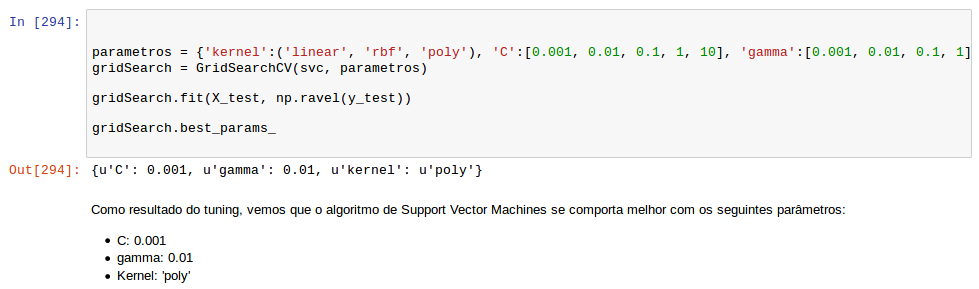 In [294]:
parametros = {'kernel':('linear', 'rbf', 'poly'), 'C':[0.001, 0.01, 0.1, 1, 10], 'gamma':[0.001, 0.01, 0.1, 1]
gridSearch = GridSearchCV(svc, parametros)
gridSearch.fit(X_test, np.ravel(y_test))
gridSearch.best_params_
Out[294]: {u'C': 0.001, u'gamma': 0.01, u'kernel': u'poly'}
Como resultado do tuning, vemos que o algoritmo de Support Vector Machines se comporta melhor com os seguintes parâmetros:
• C: 0.001
• gamma: 0.01
• Kernel: 'poly'